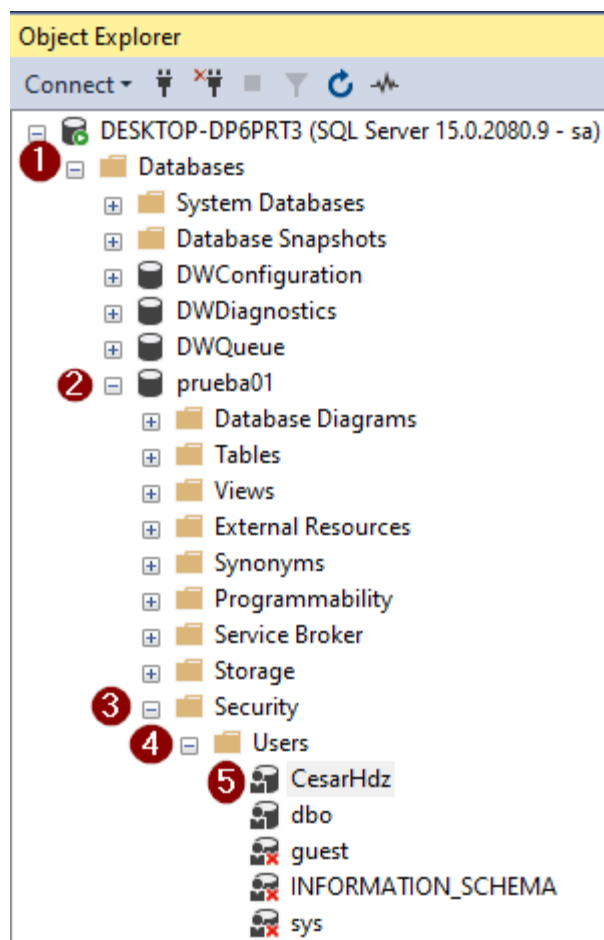 Object Explorer
Connect
DESKTOP-DP6PRT3 (SQL Server 15.0.2080.9 - sa)
1 Databases
System Databases
Database Snapshots
DWConfiguration
DWDiagnostics
DWQueue
2 prueba01
Database Diagrams
Tables
Views
External Resources
Synonyms
Programmability
Service Broker
Storage
3 Security
4 Users
5 CesarHdz
dbo
guest
INFORMATION_SCHEMA
sys